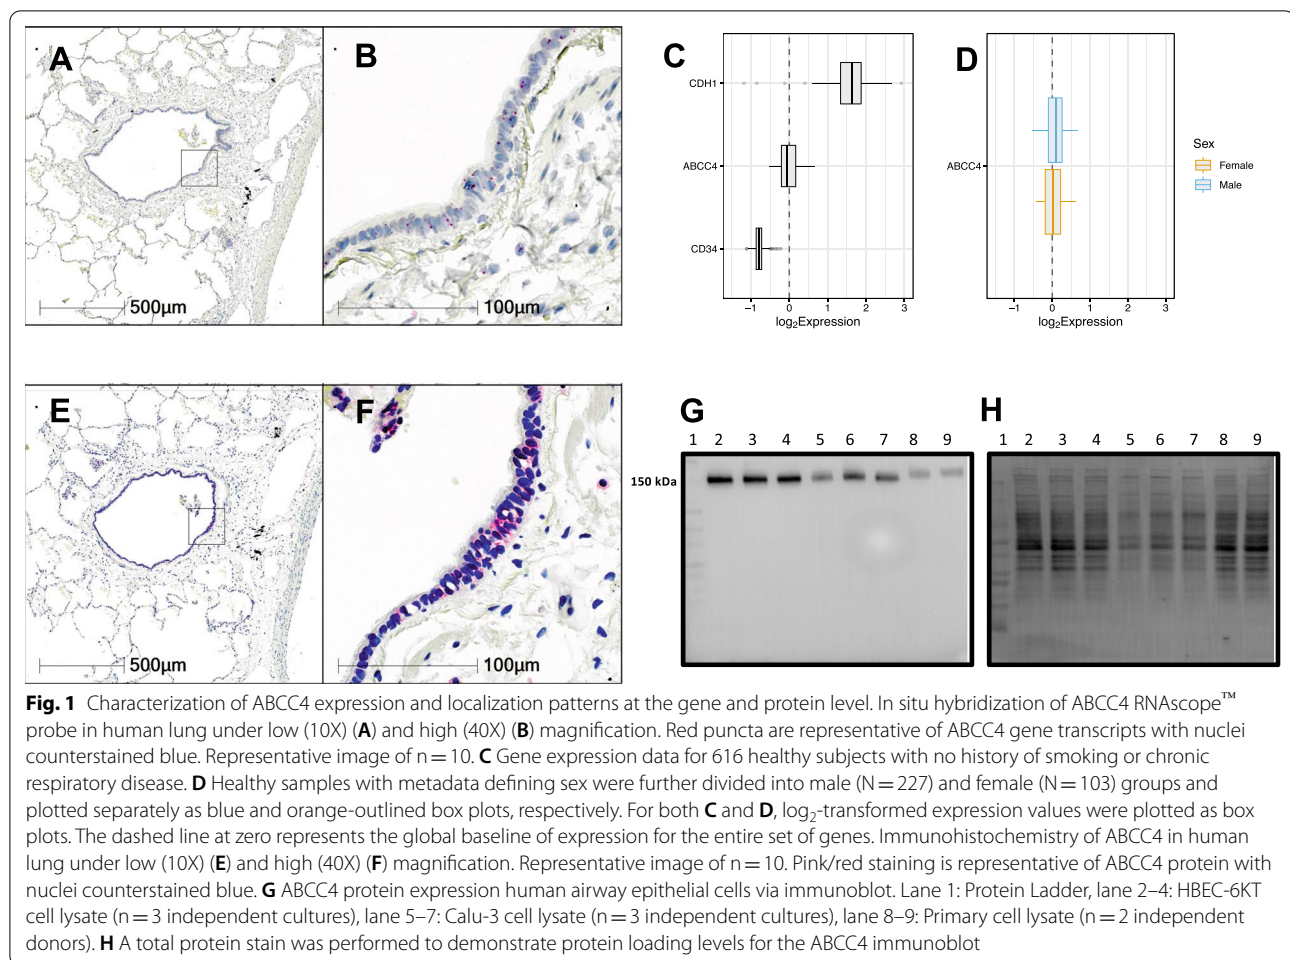 A
500µm
B
100µm
C
CDH1
ABCC4
CD34
−1 0 1 2 3
log₂Expression
D
ABCC4
−1 0 1 2 3
log₂Expression
Sex
Female
Male
E
500µm
F
100µm
G
1 2 3 4 5 6 7 8 9
150 kDa
H
1 2 3 4 5 6 7 8 9
Fig. 1 Characterization of ABCC4 expression and localization patterns at the gene and protein level. In situ hybridization of ABCC4 RNAscope™
probe in human lung under low (10X) (A) and high (40X) (B) magnification. Red puncta are representative of ABCC4 gene transcripts with nuclei
counterstained blue. Representative image of n = 10. C Gene expression data for 616 healthy subjects with no history of smoking or chronic
respiratory disease. D Healthy samples with metadata defining sex were further divided into male (N = 227) and female (N = 103) groups and
plotted separately as blue and orange-outlined box plots, respectively. For both C and D, log₂-transformed expression values were plotted as box
plots. The dashed line at zero represents the global baseline of expression for the entire set of genes. Immunohistochemistry of ABCC4 in human
lung under low (10X) (E) and high (40X) (F) magnification. Representative image of n = 10. Pink/red staining is representative of ABCC4 protein with
nuclei counterstained blue. G ABCC4 protein expression human airway epithelial cells via immunoblot. Lane 1: Protein Ladder, lane 2–4: HBEC-6KT
cell lysate (n = 3 independent cultures), lane 5–7: Calu-3 cell lysate (n = 3 independent cultures), lane 8–9: Primary cell lysate (n = 2 independent
donors). H A total protein stain was performed to demonstrate protein loading levels for the ABCC4 immunoblot